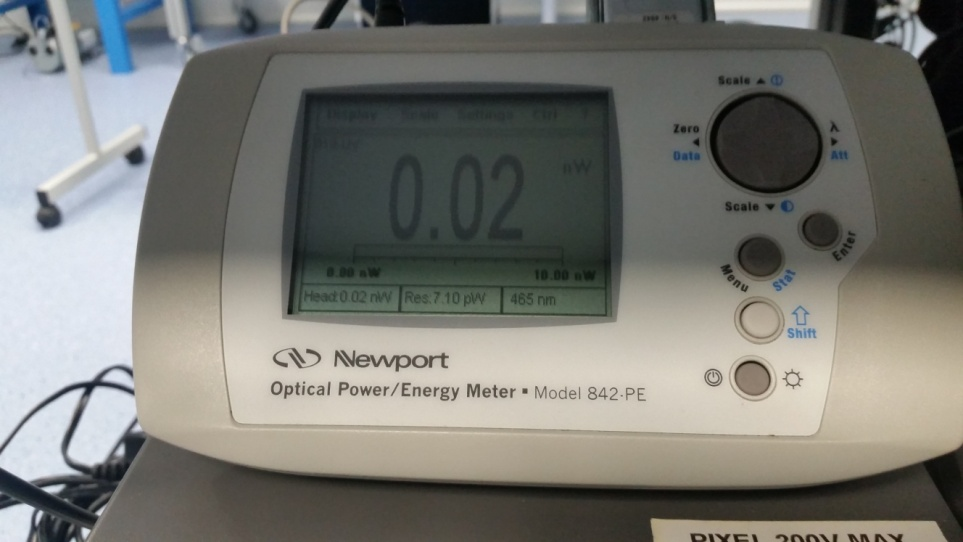 Display Scale Settings Ctrl ?
nW
0.02
0.00 nW 10.00 nW
Head:0.02 nW Res:7.10 pW 465 nm
Newport
Optical Power/Energy Meter ▪ Model 842-PE
Scale ▲
Zero λ
◄ ►
Data Att
Scale ▼
Enter
Menu Stat
Shift
PIXEL 200V MAX